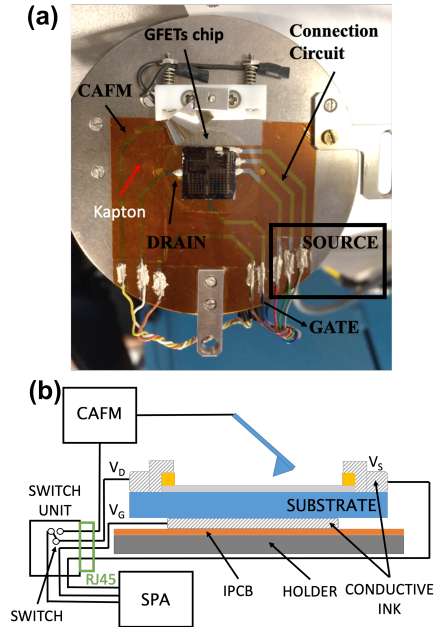 (a)
GFETs chip
Connection
Circuit
CAFM
Kapton
DRAIN
SOURCE
GATE
(b)
CAFM
V_D
V_S
SWITCH
UNIT
V_G
SUBSTRATE
RJ45
SWITCH
SPA
IPCB
HOLDER
CONDUCTIVE
INK